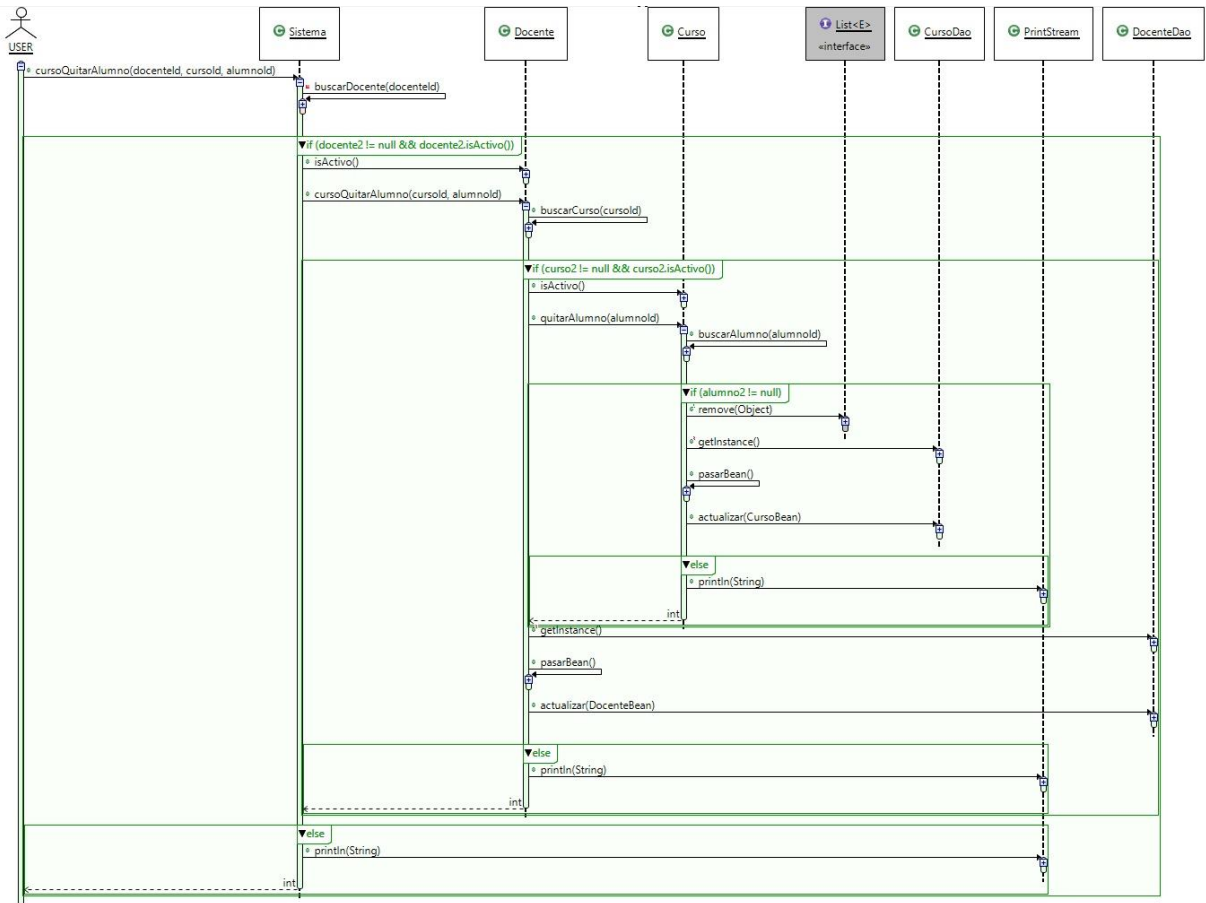 USER
Sistema
Docente
Curso
List<E>
«interface»
CursoDao
PrintStream
DocenteDao
cursoQuitarAlumno(docenteId, cursoId, alumnoId)
buscarDocente(docenteId)
if (docente2 != null && docente2.isActivo())
isActivo()
cursoQuitarAlumno(cursoId, alumnoId)
buscarCurso(cursoId)
if (curso2 != null && curso2.isActivo())
isActivo()
quitarAlumno(alumnoId)
buscarAlumno(alumnoId)
if (alumno2 != null)
remove(Object)
getInstance()
pasarBean()
actualizar(CursoBean)
else
println(String)
int
getInstance()
pasarBean()
actualizar(DocenteBean)
else
println(String)
int
else
println(String)
int